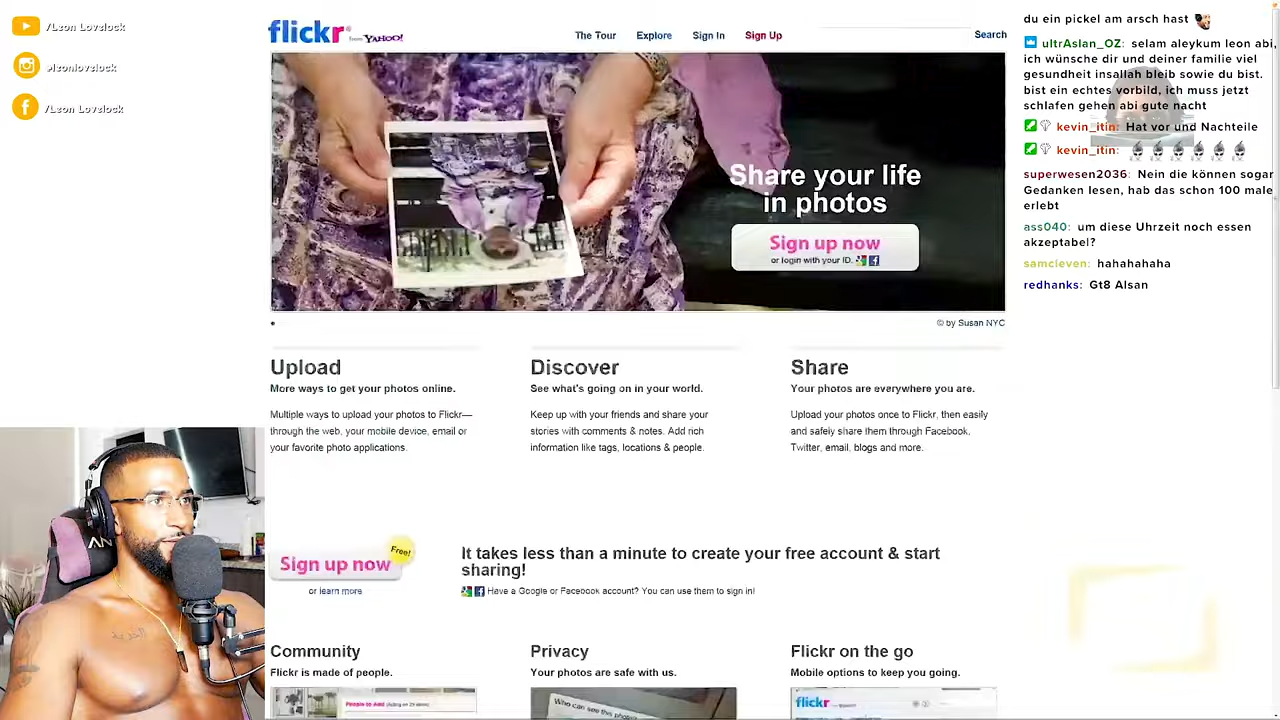 /Leon Lovelock
leonlovelock
/Leon Lovelock
flickr from YAHOO!
The Tour Explore Sign In Sign Up Search
Share your life
in photos
Sign up now
or login with your ID.
© by Susan NYC
Upload
More ways to get your photos online.
Multiple ways to upload your photos to Flickr—
through the web, your mobile device, email or
your favorite photo applications.
Discover
See what's going on in your world.
Keep up with your friends and share your
stories with comments & notes. Add rich
information like tags, locations & people.
Share
Your photos are everywhere you are.
Upload your photos once to Flickr, then easily
and safely share them through Facebook,
Twitter, email, blogs and more.
Sign up now
Free!
or learn more
It takes less than a minute to create your free account & start
sharing!
Have a Google or Facebook account? You can use them to sign in!
Community
Flickr is made of people.
People to Add
Privacy
Your photos are safe with us.
Who can see this photo
Flickr on the go
Mobile options to keep you going.
flickr
AN
du ein pickel am arsch hast
ultrAslan_OZ: selam aleykum leon abi,
ich wünsche dir und deiner familie viel
gesundheit insallah bleib sowie du bist.
bist ein echtes vorbild, ich muss jetzt
schlafen gehen abi gute nacht
kevin_itin: Hat vor und Nachteile
kevin_itin:
superwesen2036: Nein die können sogar
Gedanken lesen, hab das schon 100 male
erlebt
ass040: um diese Uhrzeit noch essen
akzeptabel?
samcleven: hahahahaha
redhanks: Gt8 Alsan